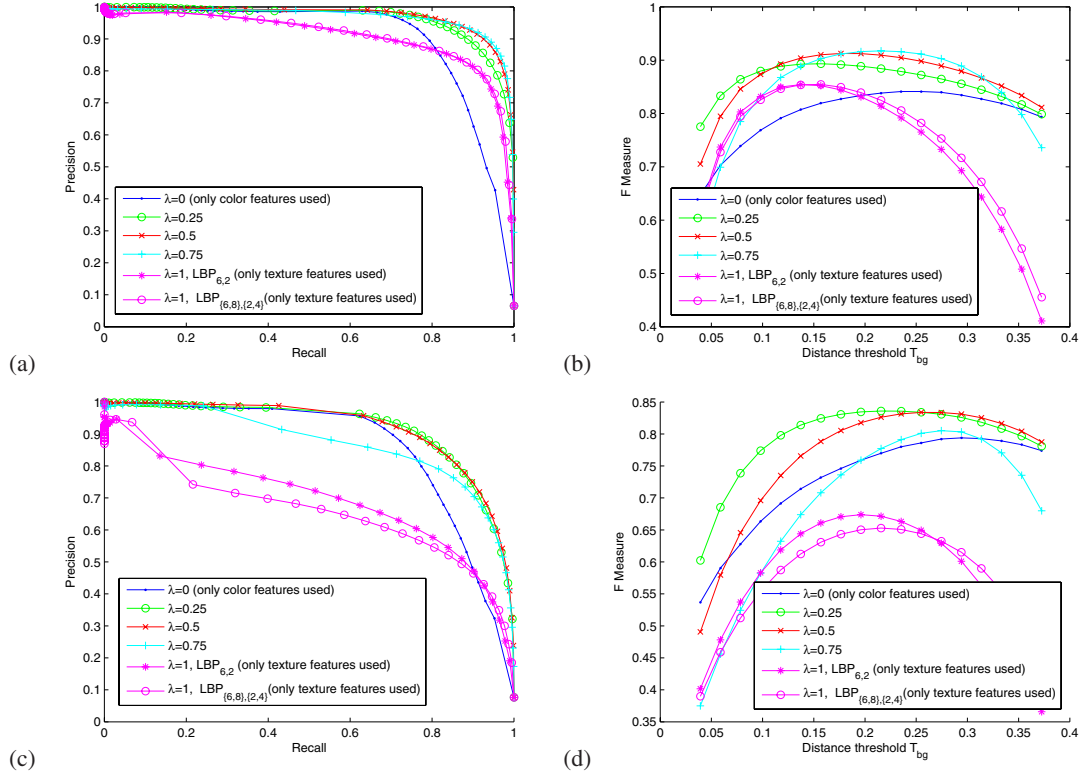 1
0.9
0.8
0.7
0.6
0.5
0.4
0.3
0.2
0.1
0
Precision
0 0.2 0.4 0.6 0.8 1
Recall
λ=0 (only color features used)
λ=0.25
λ=0.5
λ=0.75
λ=1, LBP6,2 (only texture features used)
λ=1, LBP{6,8},{2,4}(only texture features used)
(a)
1
0.9
0.8
0.7
0.6
0.5
0.4
F Measure
0 0.05 0.1 0.15 0.2 0.25 0.3 0.35 0.4
Distance threshold Tbg
λ=0 (only color features used)
λ=0.25
λ=0.5
λ=0.75
λ=1, LBP6,2 (only texture features used)
λ=1, LBP{6,8},{2,4}(only texture features used)
(b)
1
0.9
0.8
0.7
0.6
0.5
0.4
0.3
0.2
0.1
0
Precision
0 0.2 0.4 0.6 0.8 1
Recall
λ=0 (only color features used)
λ=0.25
λ=0.5
λ=0.75
λ=1, LBP6,2 (only texture features used)
λ=1, LBP{6,8},{2,4}(only texture features used)
(c)
0.85
0.8
0.75
0.7
0.65
0.6
0.55
0.5
0.45
0.4
0.35
F Measure
0 0.05 0.1 0.15 0.2 0.25 0.3 0.35 0.4
Distance threshold Tbg
λ=0 (only color features used)
λ=0.25
λ=0.5
λ=0.75
λ=1, LBP6,2 (only texture features used)
λ=1, LBP{6,8},{2,4}(only texture features used)
(d)